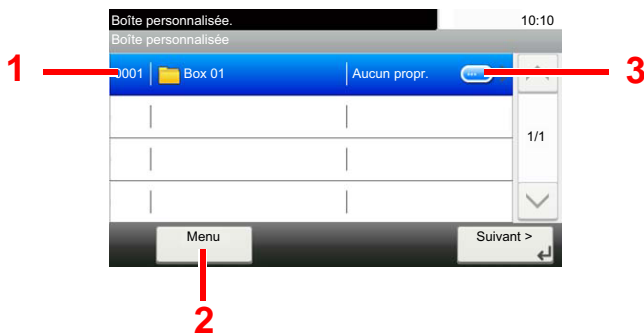 Boîte personnalisée. 10:10
Boîte personnalisée
1 0001 Box 01 Aucun propr. 3
1/1
Menu Suivant >
2